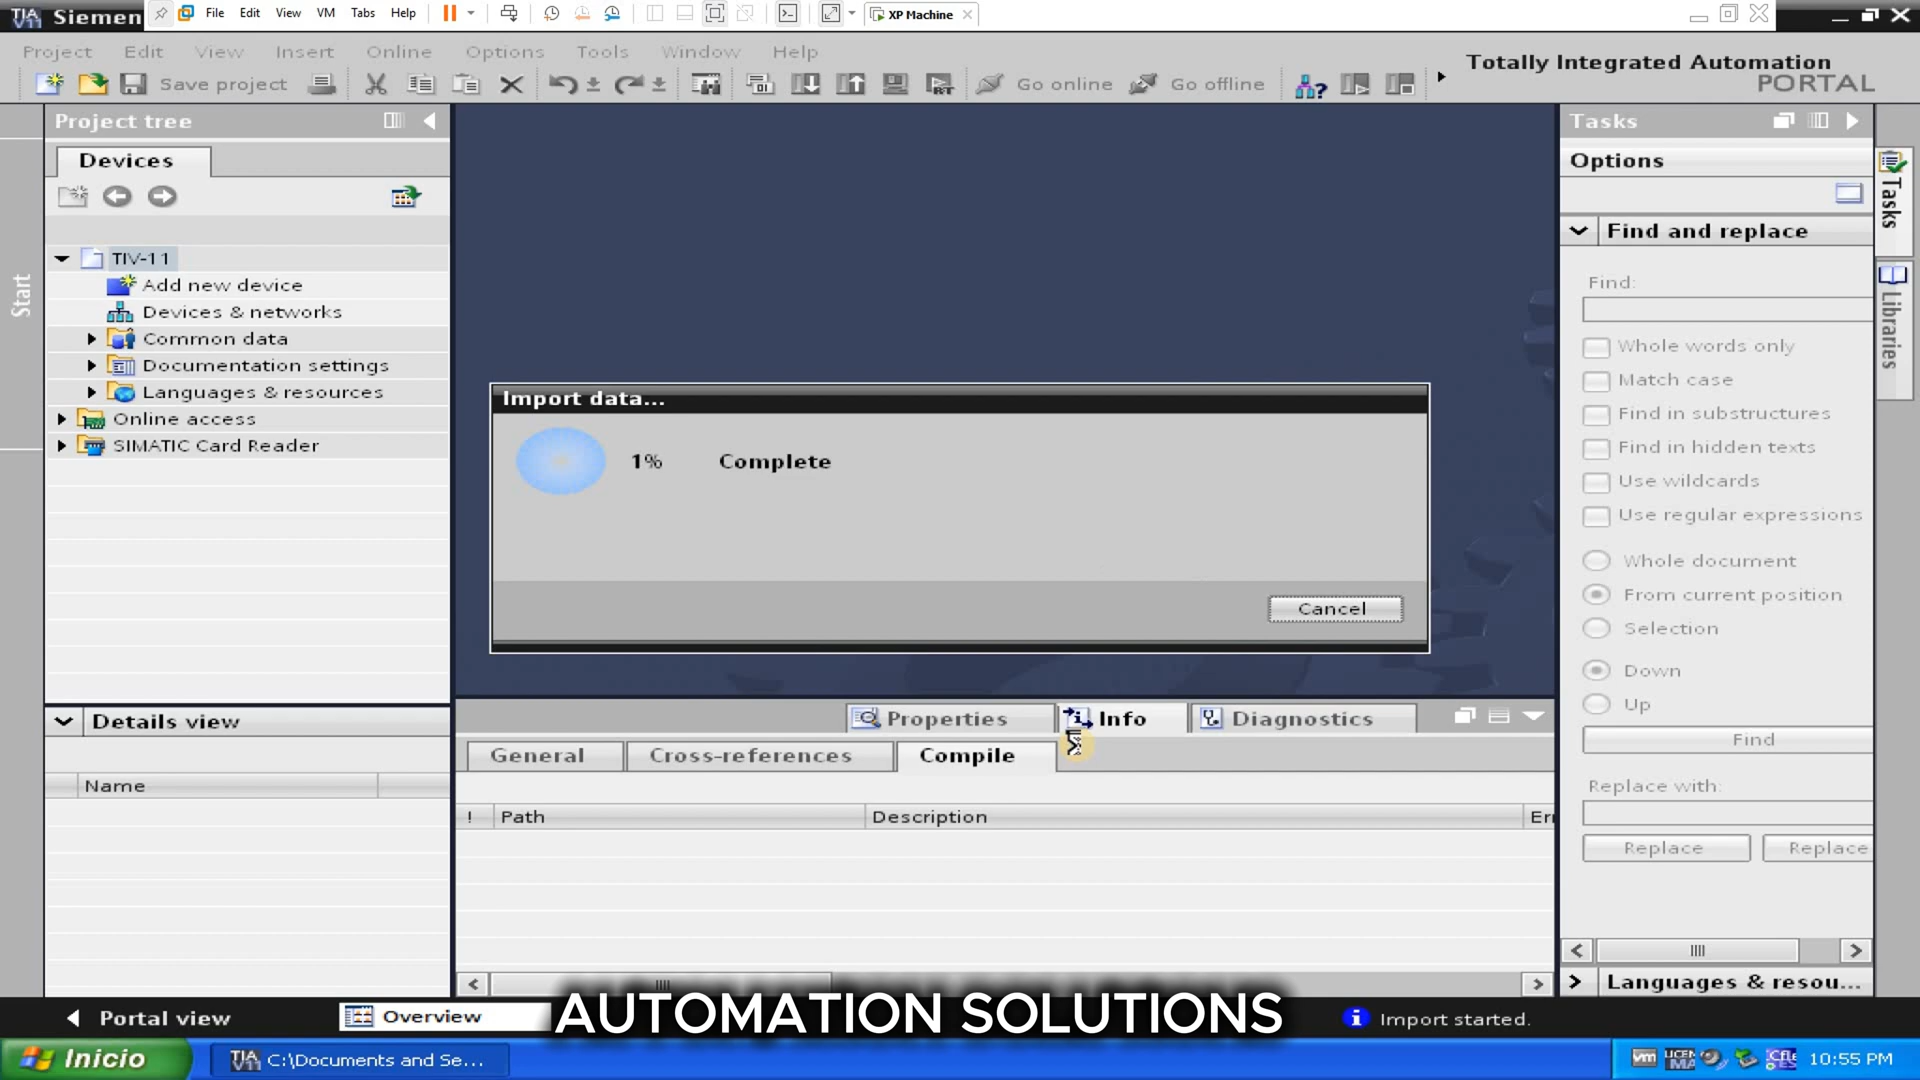 Siemen
File Edit View VM Tabs Help
XP Machine
Project Edit View Insert Online Options Tools Window Help
Totally Integrated Automation
PORTAL
Save project
Go online
Go offline
Project tree
Devices
Start
TIV-11
Add new device
Devices & networks
Common data
Documentation settings
Languages & resources
Online access
SIMATIC Card Reader
Details view
Name
Import data...
1% Complete
Cancel
Properties
Info
Diagnostics
General
Cross-references
Compile
! Path Description Err
Tasks
Options
Find and replace
Find:
Whole words only
Match case
Find in substructures
Find in hidden texts
Use wildcards
Use regular expressions
Whole document
From current position
Selection
Down
Up
Find
Replace with:
Replace
Replace
Languages & resou...
Tasks
Libraries
Portal view
Overview
AUTOMATION SOLUTIONS
Import started.
Inicio
C:\Documents and Se...
10:55 PM